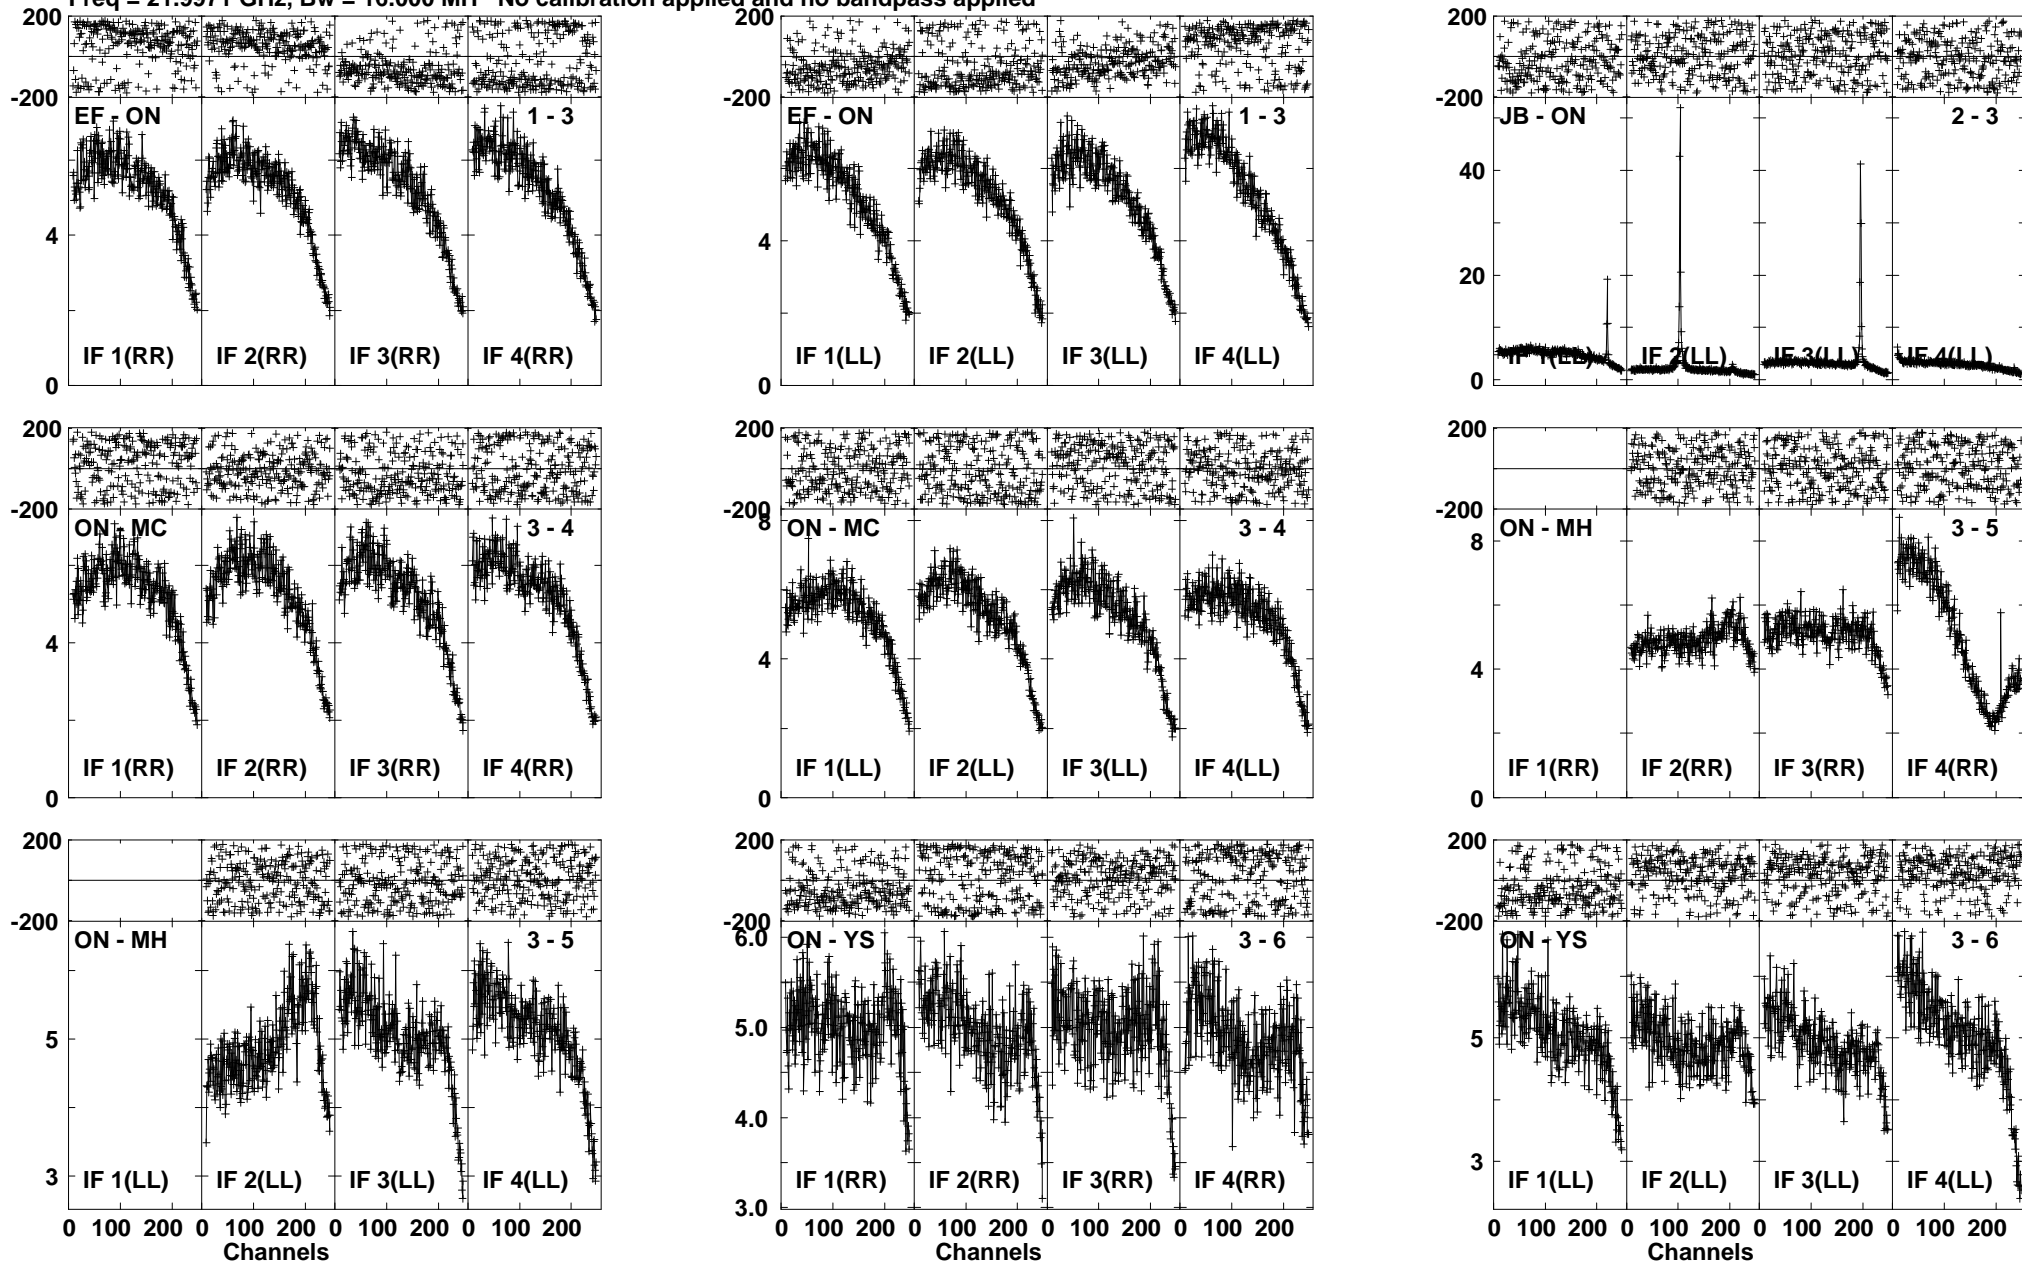 Freq = 21.9971 GHz, Bw = 16.000 MH No calibration applied and no bandpass applied
200 200 200
-200 -200 -200
EF - ON 1 - 3 EF - ON 1 - 3 JB - ON 2 - 3
40
4 4
20
IF 1(RR) IF 2(RR) IF 3(RR) IF 4(RR) IF 1(LL) IF 2(LL) IF 3(LL) IF 4(LL) IF 1(LL) IF 2(LL) IF 3(LL) IF 4(LL)
0 0 0
200 200 200
-200 -200 -200
8
ON - MC 3 - 4 ON - MC 3 - 4 ON - MH 3 - 5
8
4 4 4
IF 1(RR) IF 2(RR) IF 3(RR) IF 4(RR) IF 1(LL) IF 2(LL) IF 3(LL) IF 4(LL) IF 1(RR) IF 2(RR) IF 3(RR) IF 4(RR)
0 0 0
200 200 200
-200 -200 -200
ON - MH 3 - 5 6.0 ON - YS 3 - 6 ON - YS 3 - 6
5 5.0 5
4.0
3 3
IF 1(LL) IF 2(LL) IF 3(LL) IF 4(LL) IF 1(RR) IF 2(RR) IF 3(RR) IF 4(RR) IF 1(LL) IF 2(LL) IF 3(LL) IF 4(LL)
3.0
0 100 200 0 100 200 0 100 200 0 100 200 0 100 200 0 100 200 0 100 200 0 100 200 0 100 200 0 100 200 0 100 200 0 100 200
Channels Channels Channels